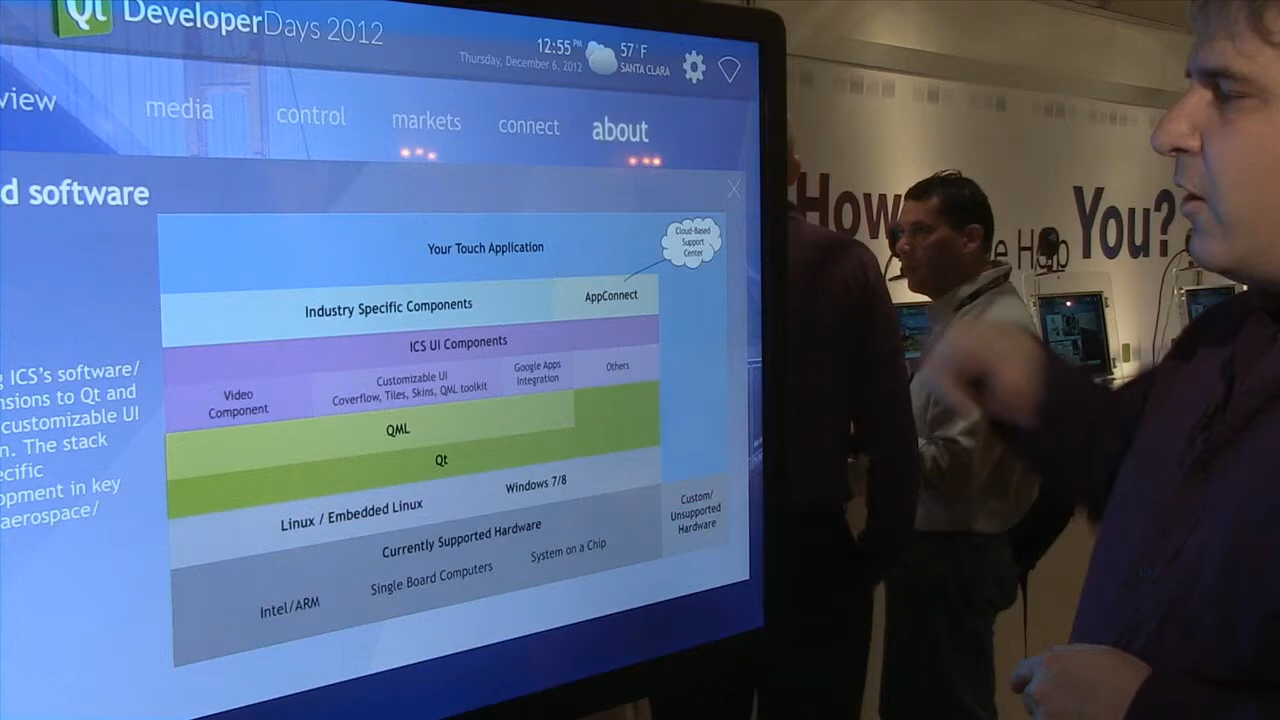 Qt DeveloperDays 2012
12:55 PM
Thursday, December 6, 2012
57° F
SANTA CLARA
view
media
control
markets
connect
about
d software
Your Touch Application
Cloud-Based
Support
Center
Industry Specific Components
AppConnect
ICS UI Components
Video
Component
Customizable UI
Coverflow, Tiles, Skins, QML toolkit
Google Apps
Integration
Others
QML
Qt
Linux / Embedded Linux
Windows 7/8
Currently Supported Hardware
Intel/ARM
Single Board Computers
System on a Chip
Custom/
Unsupported
Hardware
g ICS's software/
nsions to Qt and
customizable UI
n. The stack
ecific
opment in key
aerospace/
How
e Help
You?